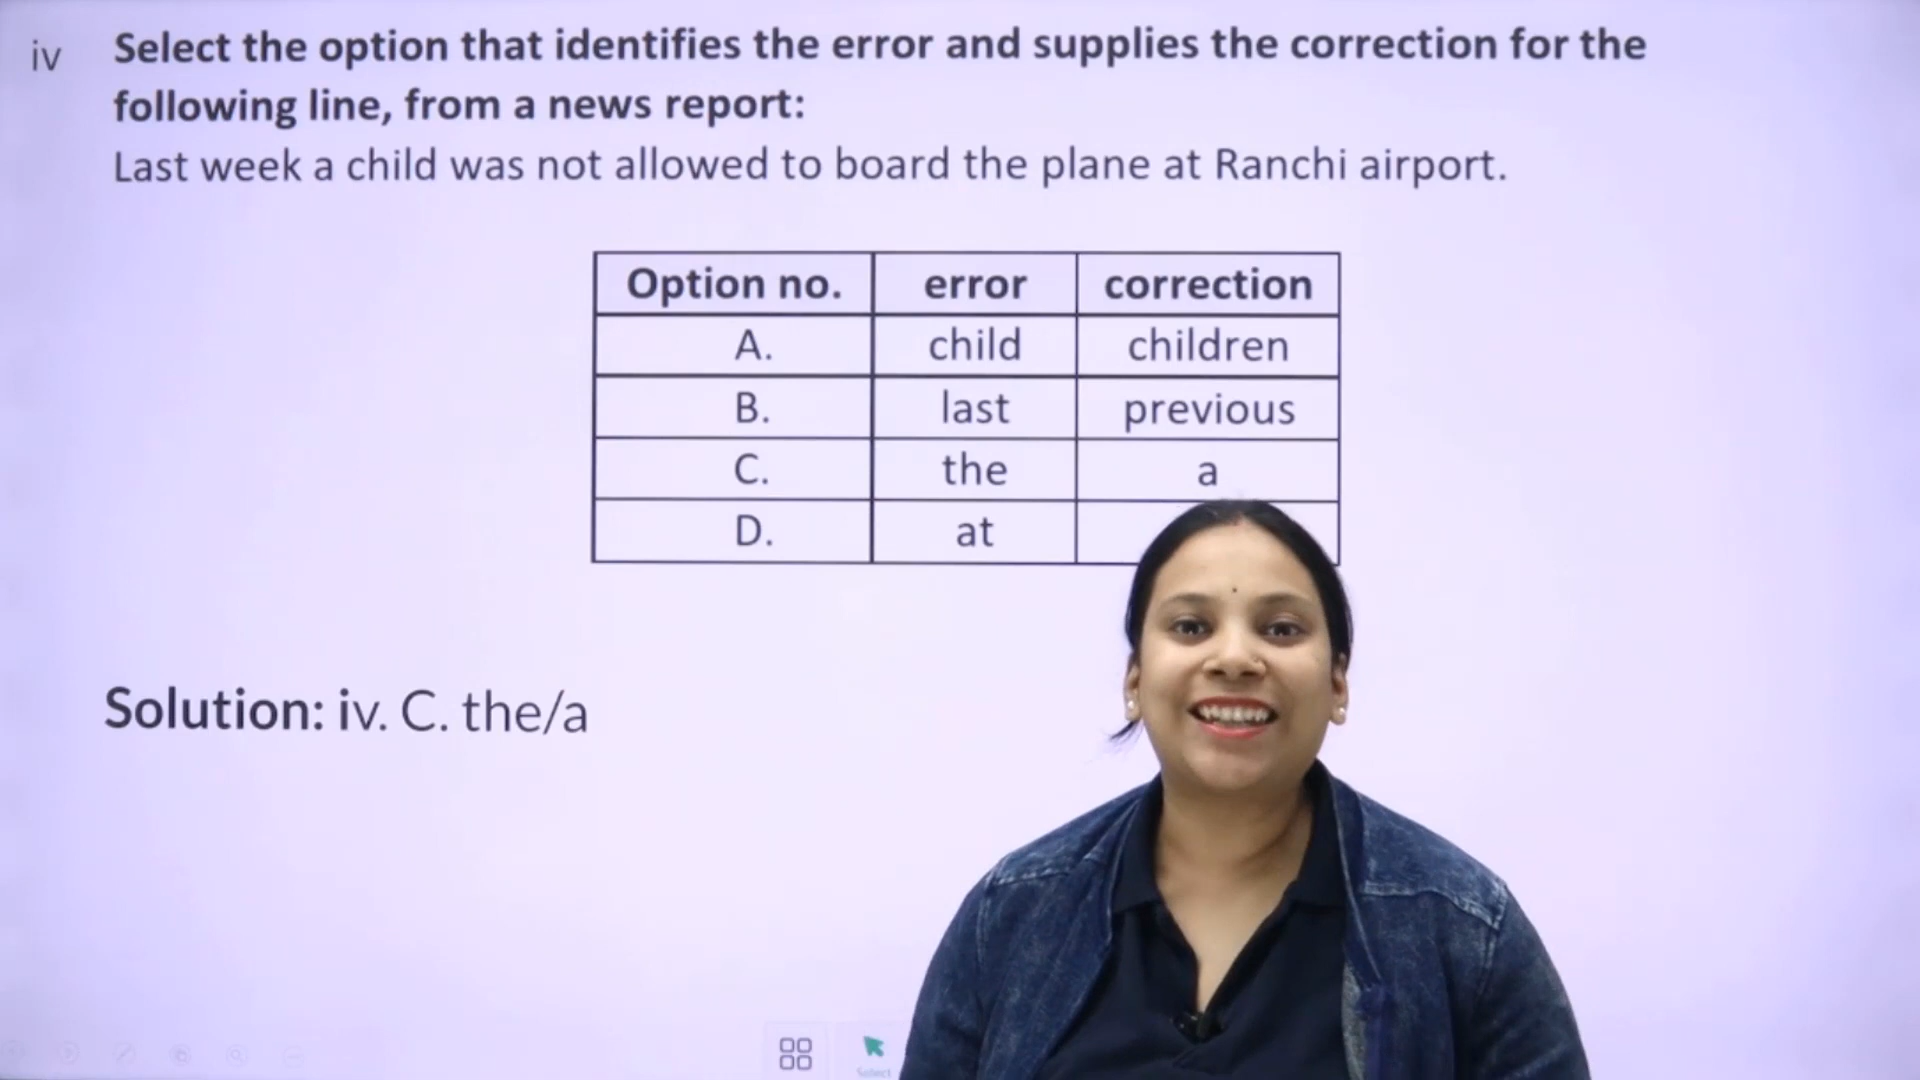 iv Select the option that identifies the error and supplies the correction for the
following line, from a news report:
Last week a child was not allowed to board the plane at Ranchi airport.
Option no. error correction
A. child children
B. last previous
C. the a
D. at
Solution: iv. C. the/a
Select